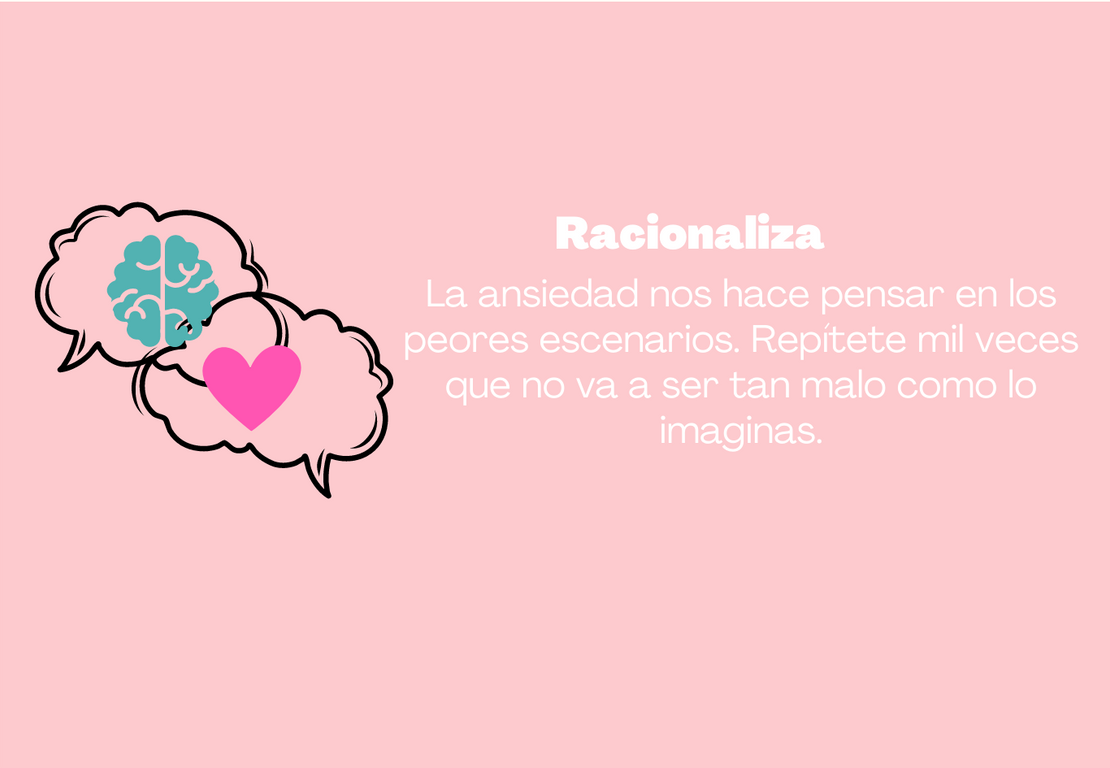 Racionaliza
La ansiedad nos hace pensar en los
peores escenarios. Repítete mil veces
que no va a ser tan malo como lo
imaginas.